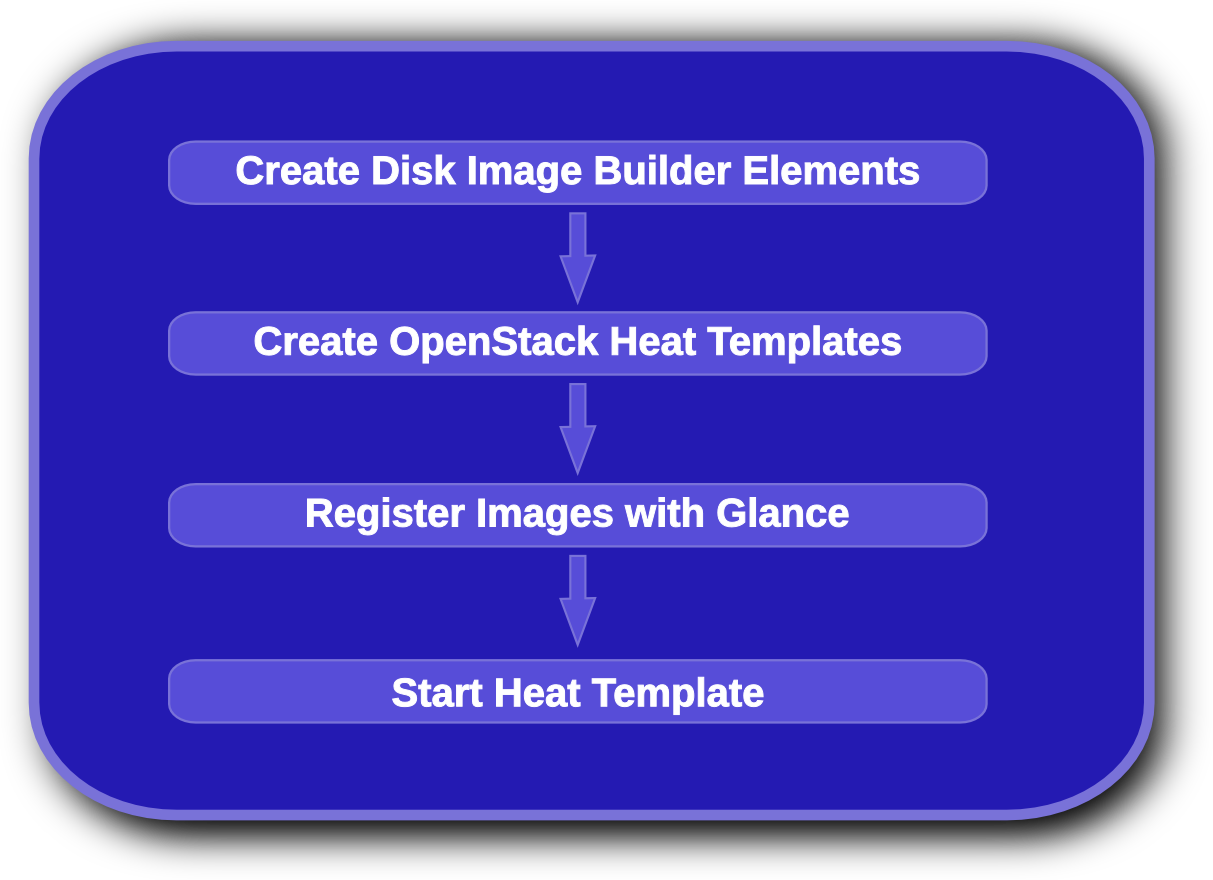 Create Disk Image Builder Elements
Create OpenStack Heat Templates
Register Images with Glance
Start Heat Template